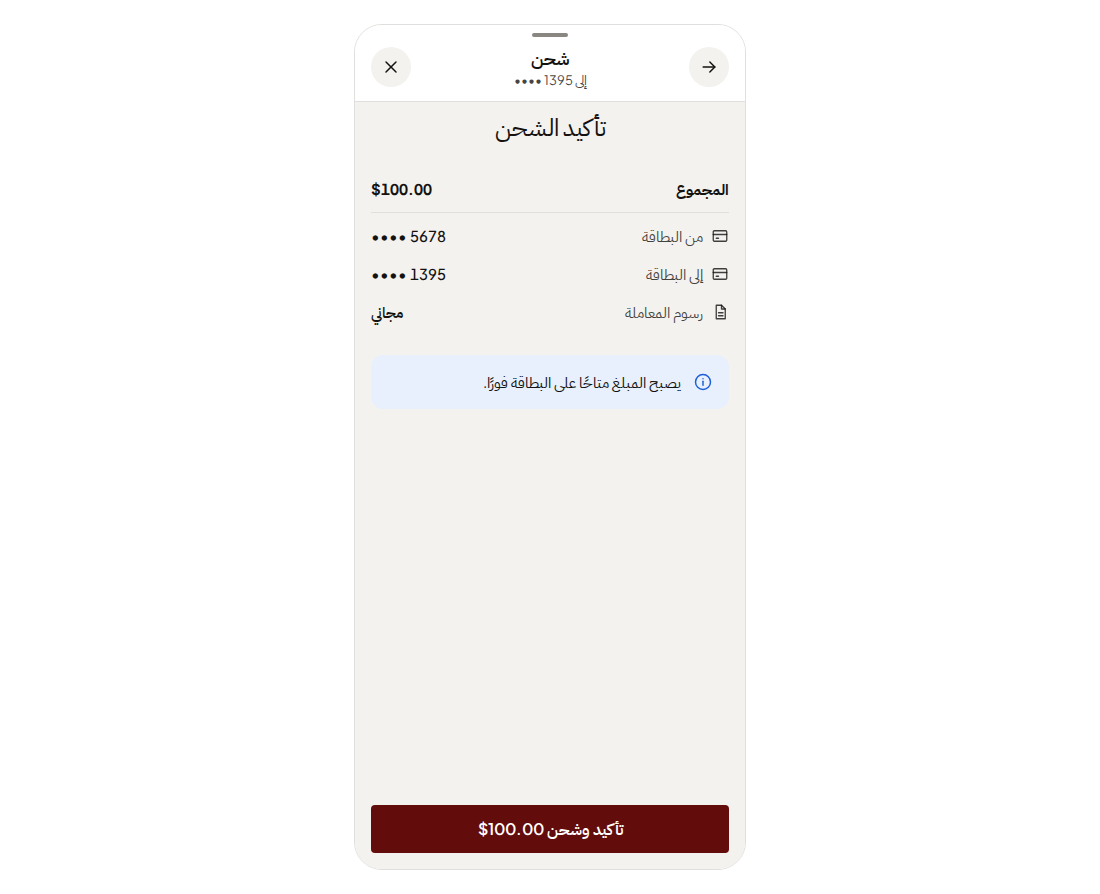 شحن
إلى 1395 ••••
تأكيد الشحن
المجموع $100.00
من البطاقة •••• 5678
إلى البطاقة •••• 1395
رسوم المعاملة مجاني
يصبح المبلغ متاحًا على البطاقة فورًا.
تأكيد وشحن $100.00